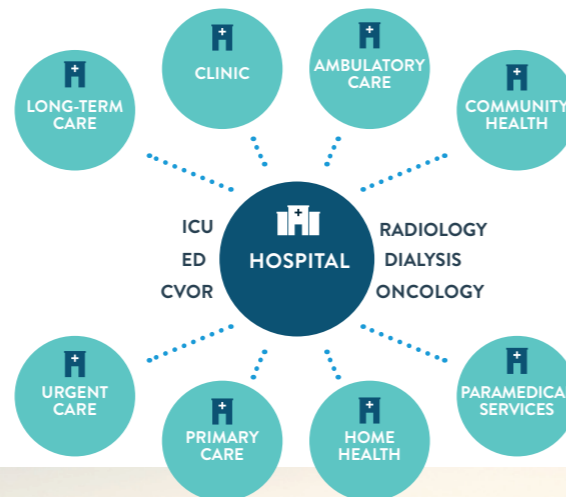 CLINIC
AMBULATORY
CARE
LONG-TERM
CARE
COMMUNITY
HEALTH
ICU
ED
CVOR
HOSPITAL
RADIOLOGY
DIALYSIS
ONCOLOGY
URGENT
CARE
PRIMARY
CARE
HOME
HEALTH
PARAMEDICAL
SERVICES